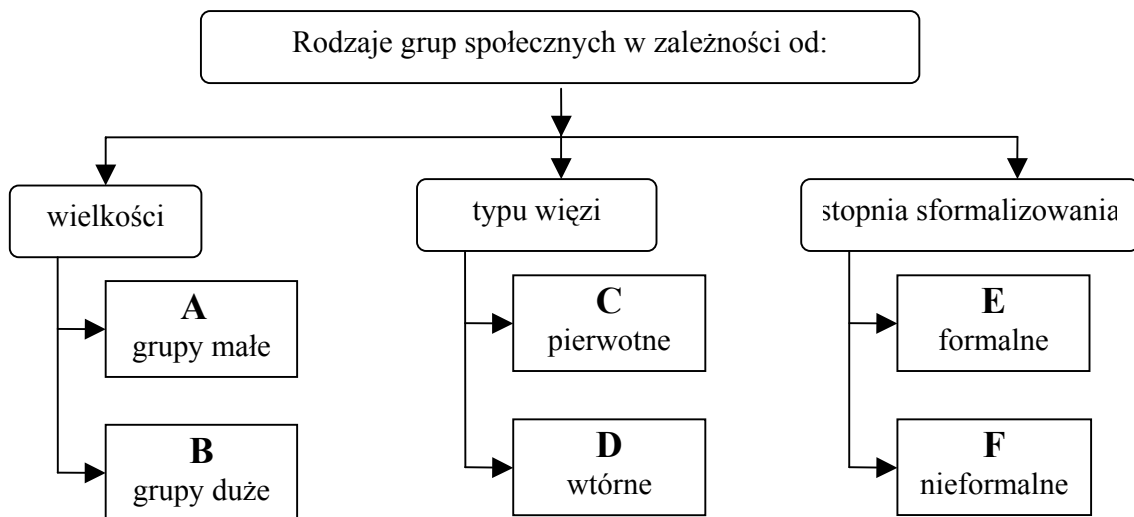 Rodzaje grup społecznych w zależności od:
wielkości
typu więzi
stopnia sformalizowania
A
grupy małe
C
pierwotne
E
formalne
B
grupy duże
D
wtórne
F
nieformalne